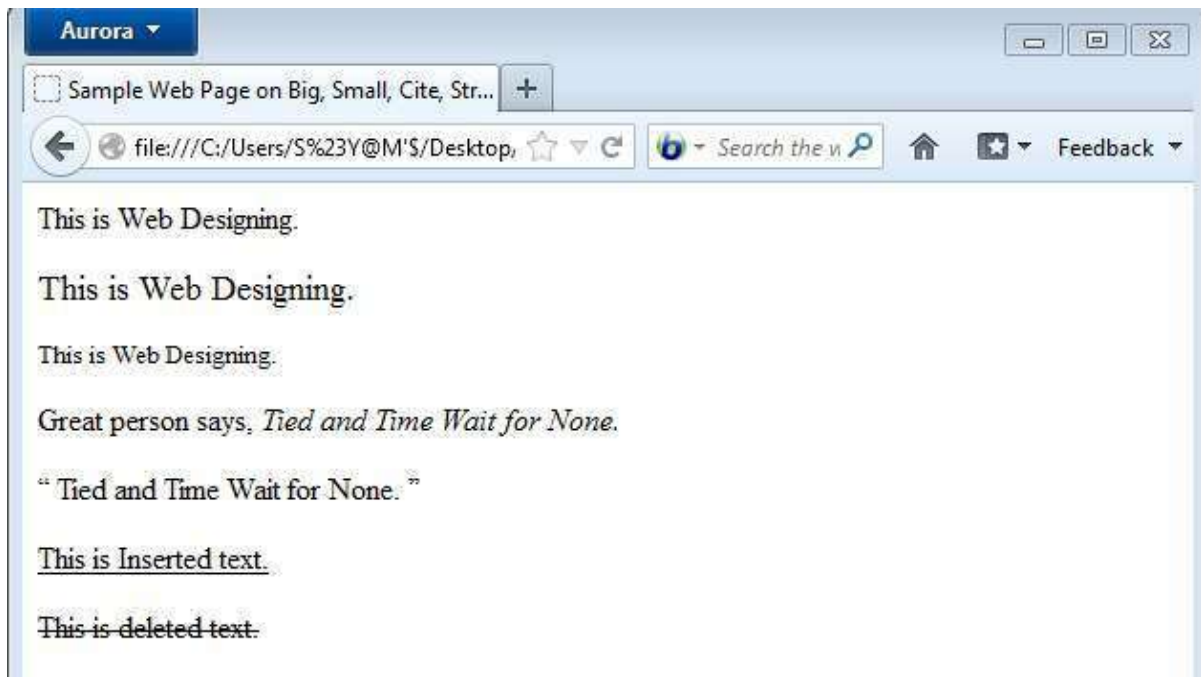 Aurora
Sample Web Page on Big, Small, Cite, Str...
file:///C:/Users/S%23Y@M'S/Desktop/
Search the w
Feedback
This is Web Designing.
This is Web Designing.
This is Web Designing.
Great person says, Tied and Time Wait for None.
“ Tied and Time Wait for None. ”
This is Inserted text.
This is deleted text.